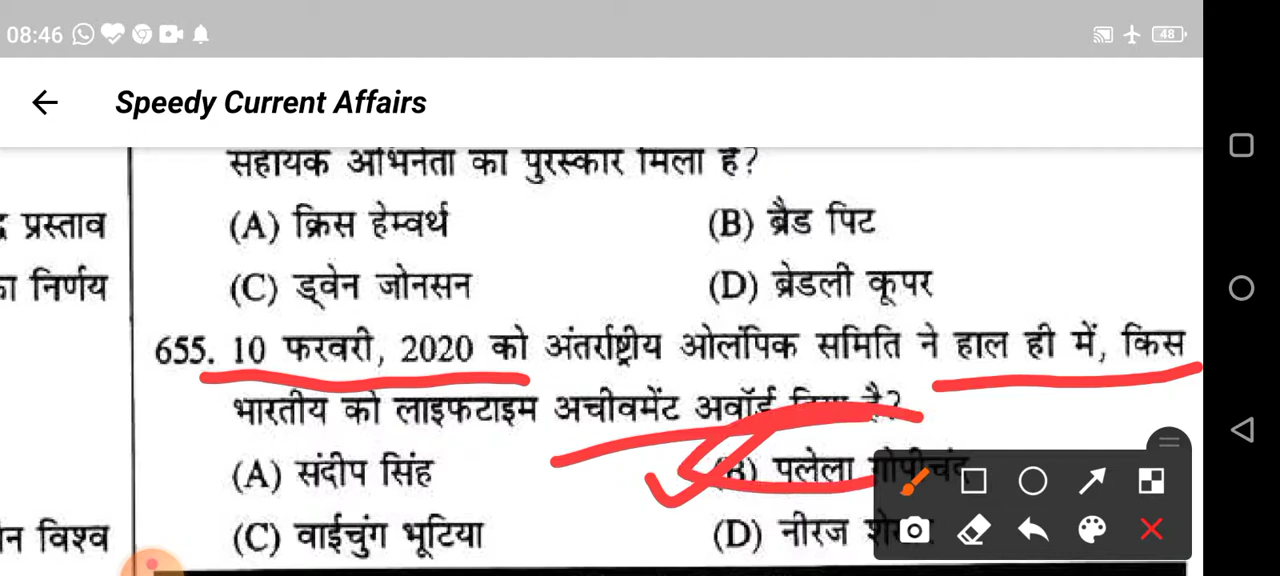 08:46
48
Speedy Current Affairs
सहायक अभिनेता का पुरस्कार मिला है?
प्रस्ताव
(A) क्रिस हेम्वर्थ (B) ब्रैड पिट
निर्णय
(C) ड्वेन जोनसन (D) ब्रेडली कूपर
655. 10 फरवरी, 2020 को अंतर्राष्ट्रीय ओलंपिक समिति ने हाल ही में, किस
भारतीय को लाइफटाइम अचीवमेंट अवॉर्ड दिया है?
(A) संदीप सिंह (B) पलेला गोपीचंद
विश्व
(C) वाईचुंग भूटिया (D) नीरज